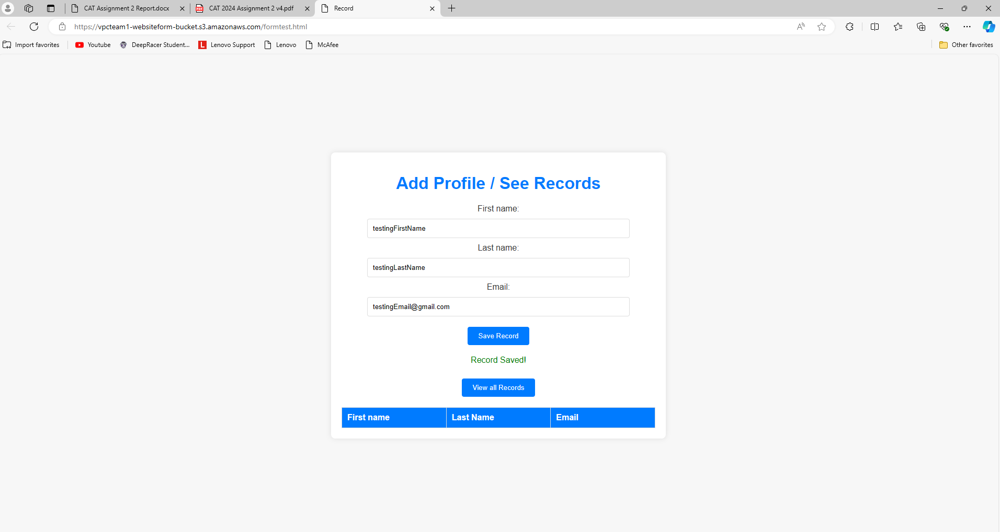 CAT Assignment 2 Report.docx
CAT 2024 Assignment 2 v4.pdf
Record
https://vpcteam1-websiteform-bucket.s3.amazonaws.com/formtest.html
Import favorites
Youtube
DeepRacer Student...
L Lenovo Support
Lenovo
McAfee
Other favorites
Add Profile / See Records
First name:
testingFirstName
Last name:
testingLastName
Email:
testingEmail@gmail.com
Save Record
Record Saved!
View all Records
First name Last Name Email